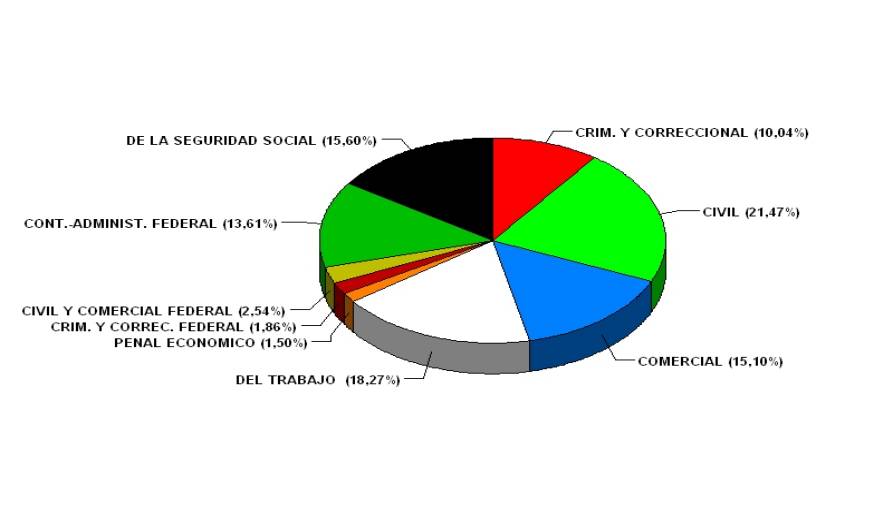 CRIM. Y CORRECCIONAL (10,04%)
DE LA SEGURIDAD SOCIAL (15,60%)
CIVIL (21,47%)
CONT.-ADMINIST. FEDERAL (13,61%)
CIVIL Y COMERCIAL FEDERAL (2,54%)
CRIM. Y CORREC. FEDERAL (1,86%)
PENAL ECONOMICO (1,50%)
COMERCIAL (15,10%)
DEL TRABAJO (18,27%)